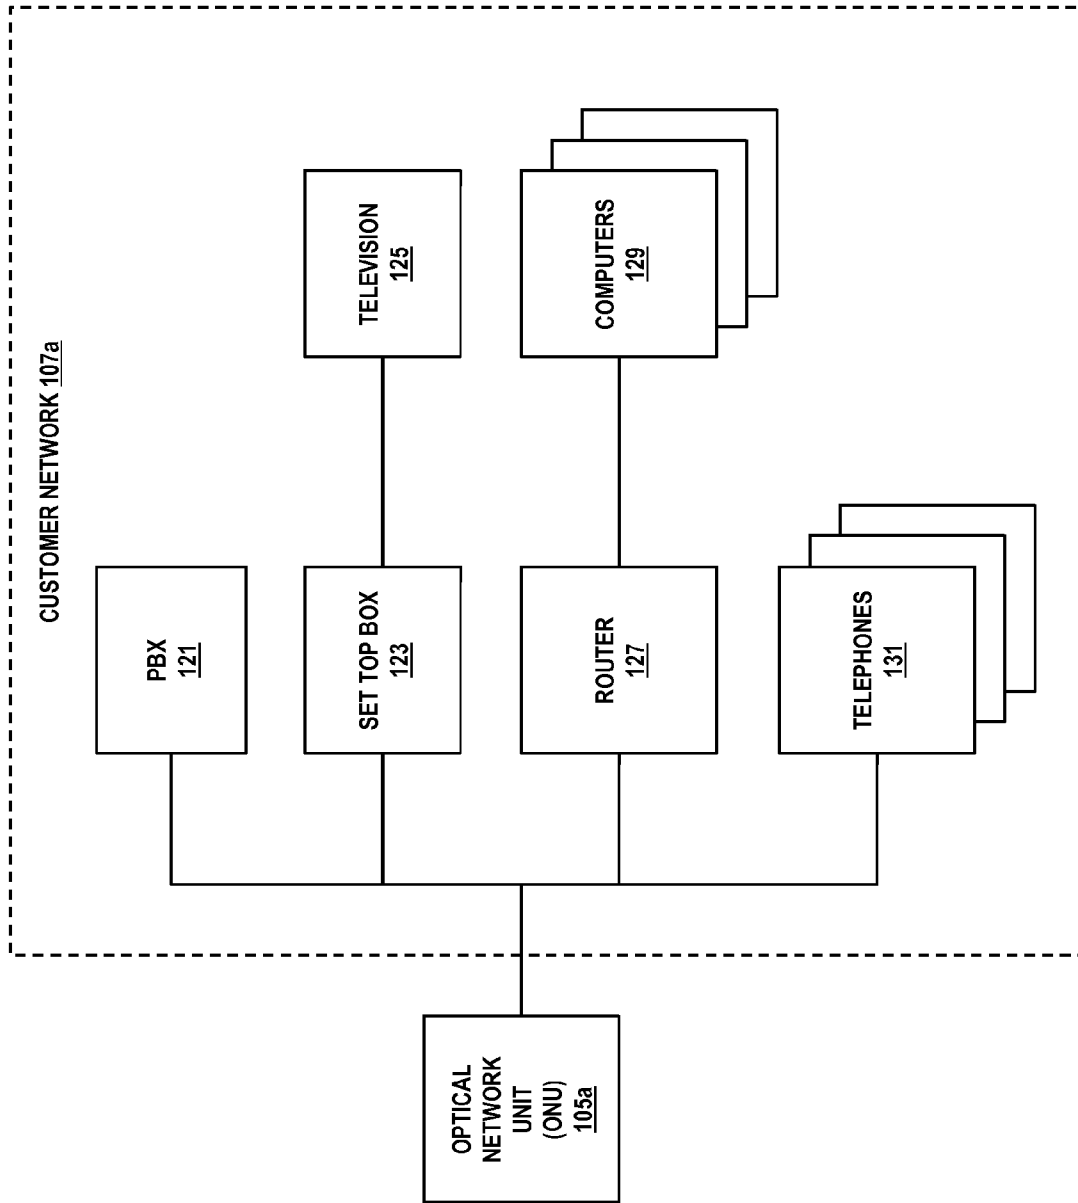 CUSTOMER NETWORK 107a
PBX
121
SET TOP BOX
123
TELEVISION
125
ROUTER
127
COMPUTERS
129
TELEPHONES
131
OPTICAL
NETWORK
UNIT
(ONU)
105a